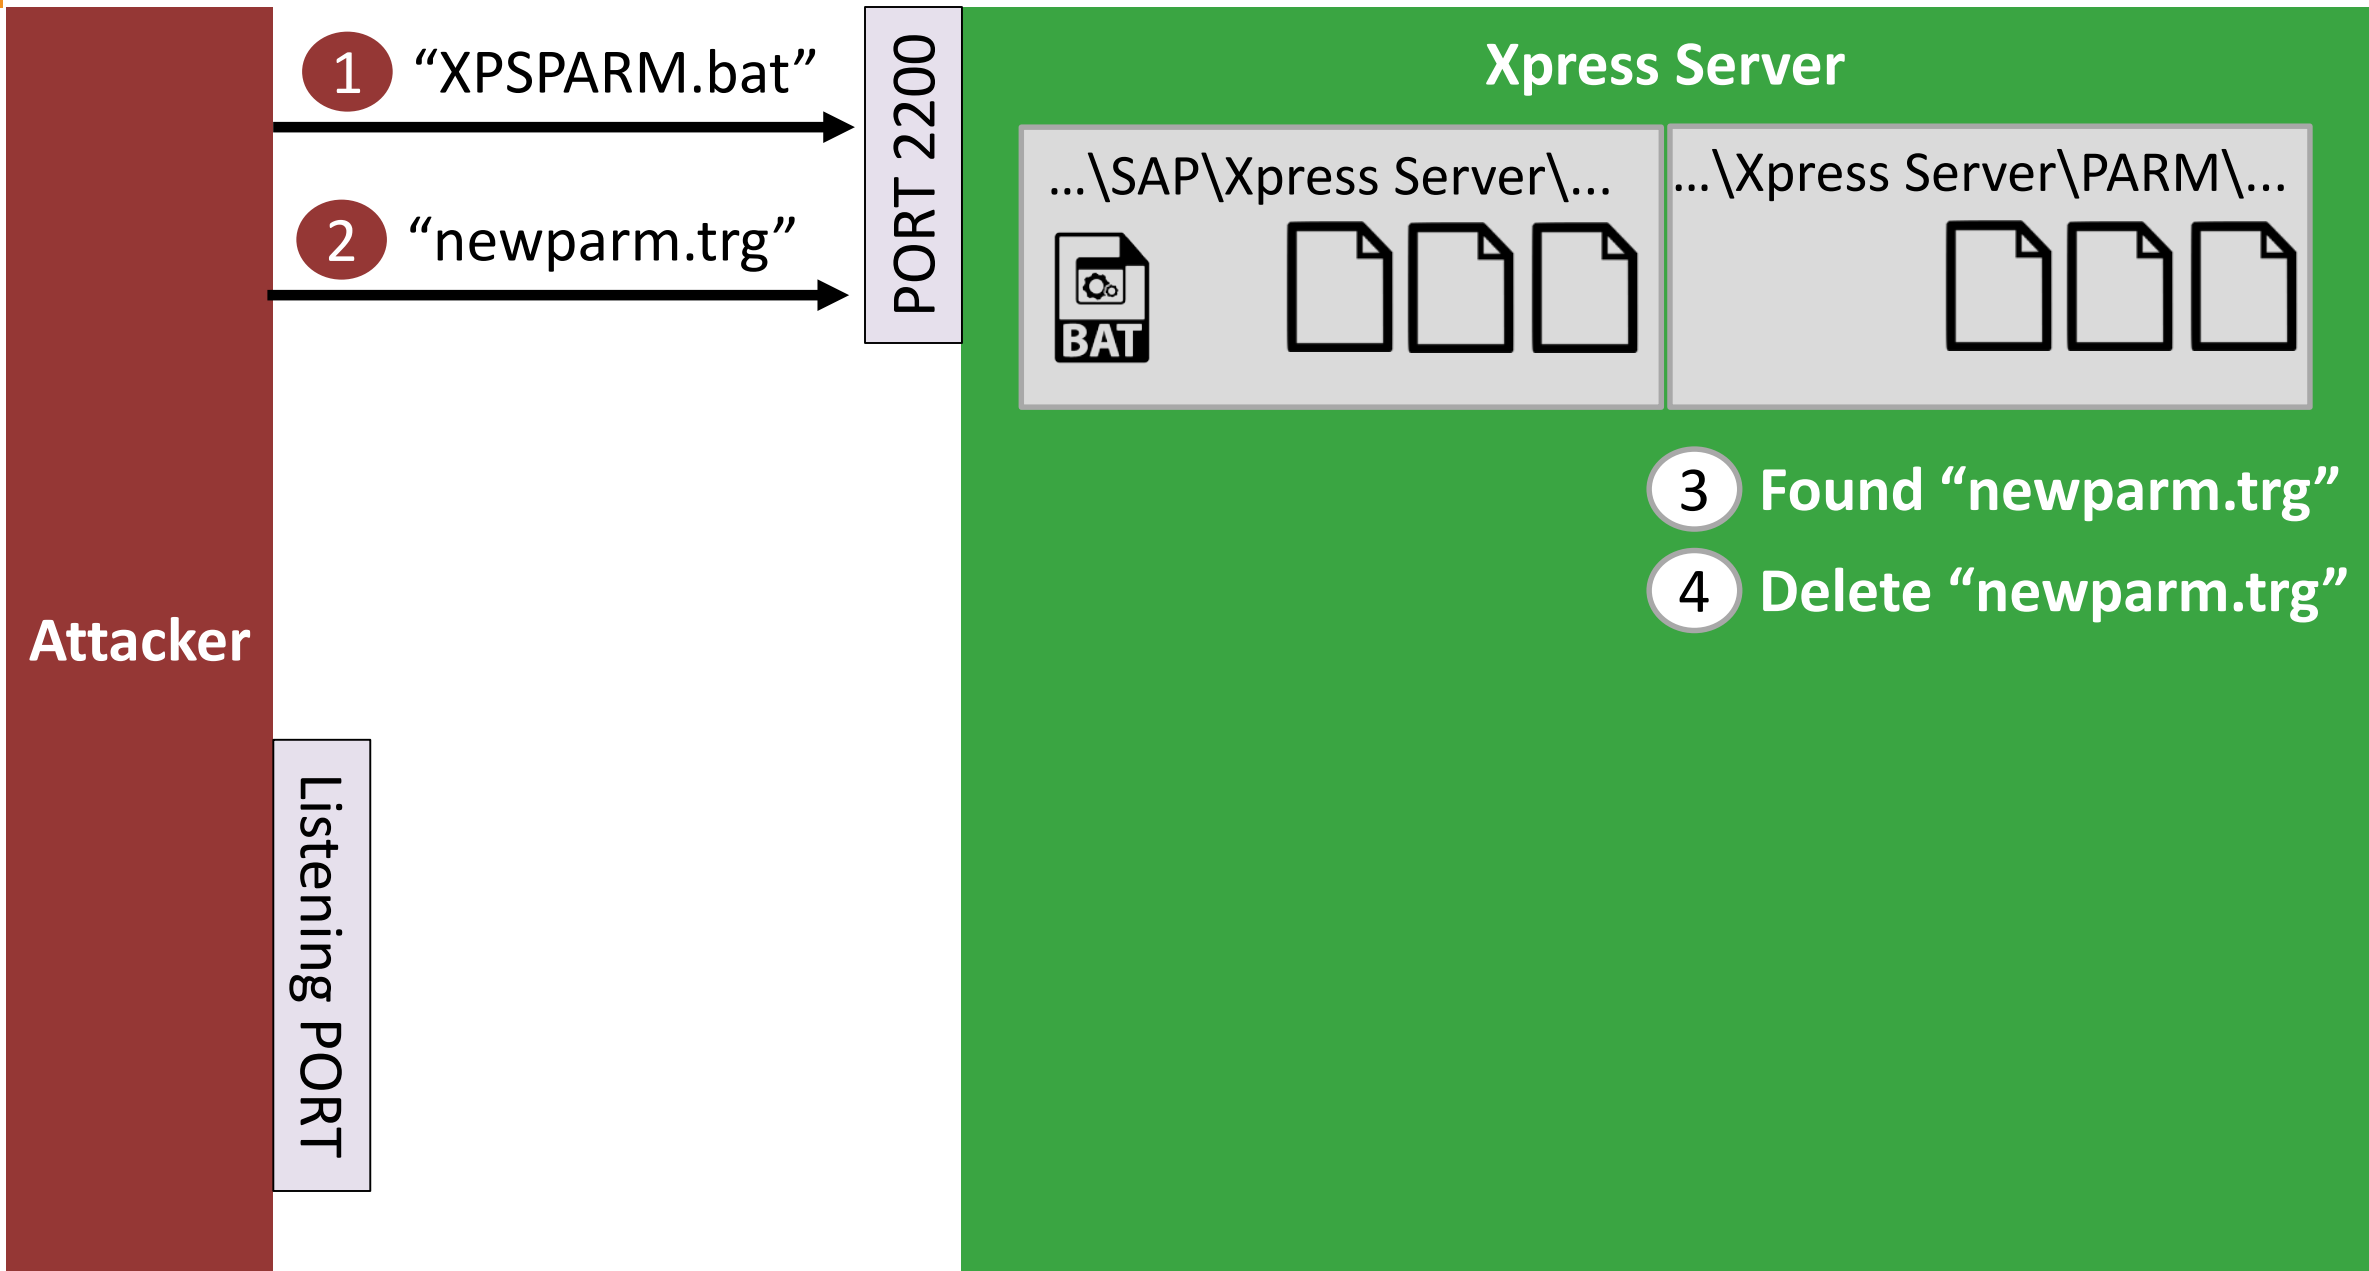 1 “XPSPARM.bat”
2 “newparm.trg”
PORT 2200
Xpress Server
...\SAP\Xpress Server\...
...\Xpress Server\PARM\...
BAT
3 Found “newparm.trg”
4 Delete “newparm.trg”
Attacker
Listening PORT